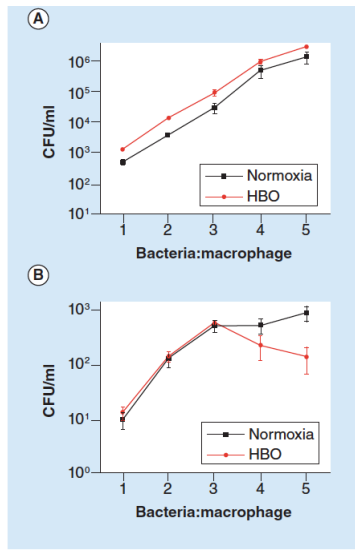 A
CFU/ml
10⁶
10⁵
10⁴
10³
10²
10¹
Normoxia
HBO
1 2 3 4 5
Bacteria:macrophage
B
CFU/ml
10³
10²
10¹
10⁰
Normoxia
HBO
1 2 3 4 5
Bacteria:macrophage